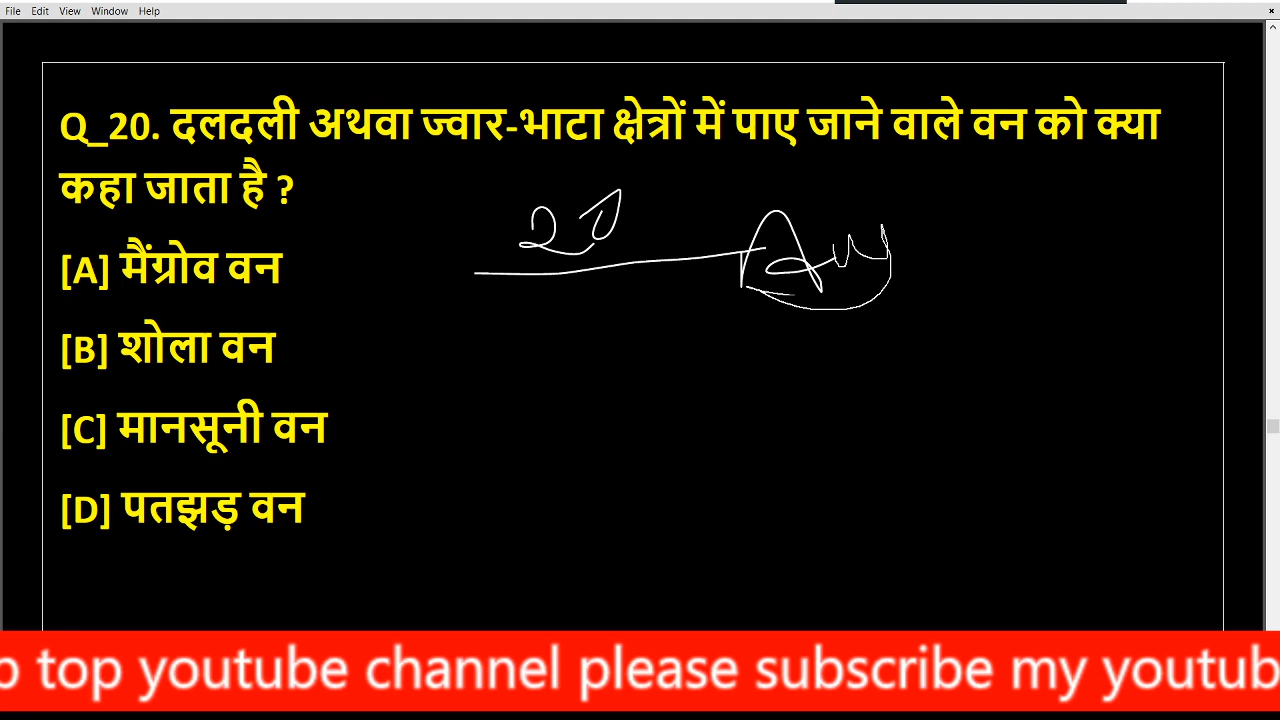 File Edit View Window Help
Q_20. दलदली अथवा ज्वार-भाटा क्षेत्रों में पाए जाने वाले वन को क्या
कहा जाता है ?
20
[A] मैंग्रोव वन
[B] शोला वन
[C] मानसूनी वन
[D] पतझड़ वन
top youtube channel please subscribe my